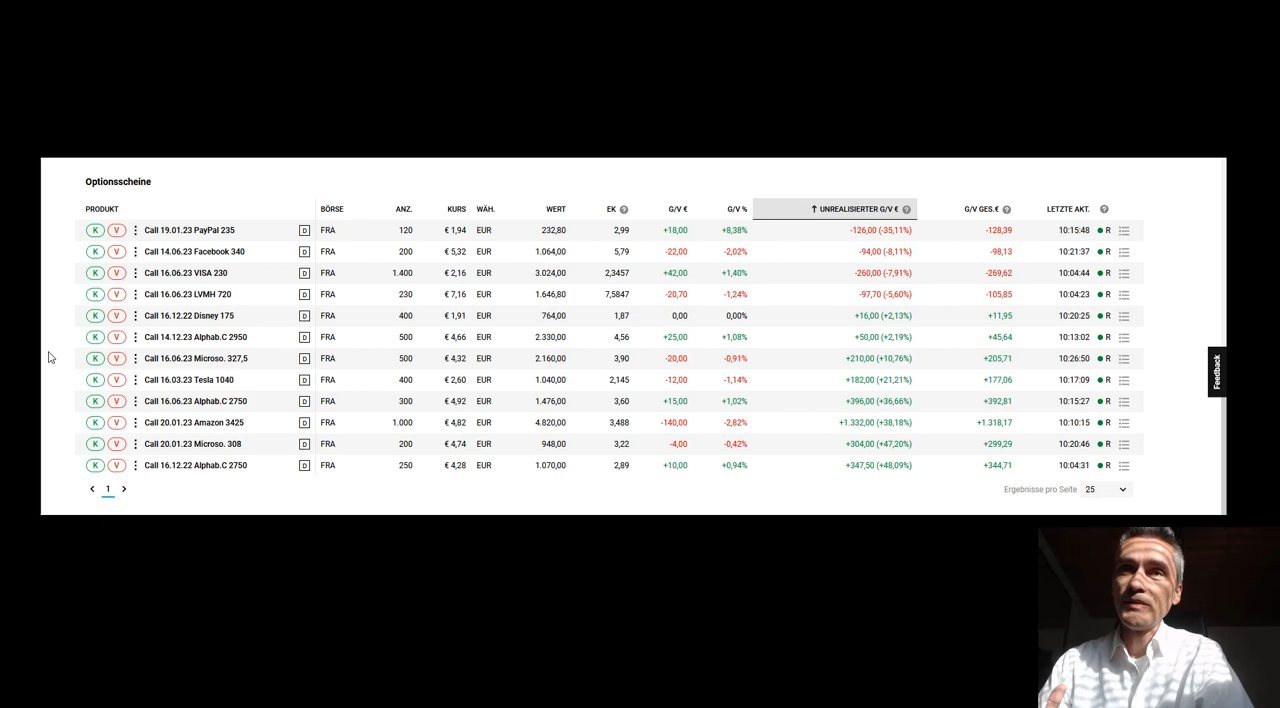 Optionsscheine
PRODUKT BÖRSE ANZ. KURS WÄH. WERT EK ? G/V € G/V % ↑ UNREALISIERTER G/V € ? G/V GES.€ ? LETZTE AKT. ?
K V Call 19.01.23 PayPal 235 D FRA 120 € 1,94 EUR 232,80 2,99 +18,00 +8,38% -126,00 (-35,11%) -128,39 10:15:48 R
K V Call 14.06.23 Facebook 340 D FRA 200 € 5,32 EUR 1.064,00 5,79 -22,00 -2,02% -94,00 (-8,11%) -98,13 10:21:37 R
K V Call 16.06.23 VISA 230 D FRA 1.400 € 2,16 EUR 3.024,00 2,3457 +42,00 +1,40% -260,00 (-7,91%) -269,62 10:04:44 R
K V Call 16.06.23 LVMH 720 D FRA 230 € 7,16 EUR 1.646,80 7,5847 -20,70 -1,24% -97,70 (-5,60%) -105,85 10:04:23 R
K V Call 16.12.22 Disney 175 D FRA 400 € 1,91 EUR 764,00 1,87 0,00 0,00% +16,00 (+2,13%) +11,95 10:20:25 R
K V Call 14.12.23 Alphab.C 2950 D FRA 500 € 4,66 EUR 2.330,00 4,56 +25,00 +1,08% +50,00 (+2,19%) +45,64 10:13:02 R
K V Call 16.06.23 Microso. 327,5 D FRA 500 € 4,32 EUR 2.160,00 3,90 -20,00 -0,91% +210,00 (+10,76%) +205,71 10:26:50 R
K V Call 16.03.23 Tesla 1040 D FRA 400 € 2,60 EUR 1.040,00 2,145 -12,00 -1,14% +182,00 (+21,21%) +177,06 10:17:09 R
K V Call 16.06.23 Alphab.C 2750 D FRA 300 € 4,92 EUR 1.476,00 3,60 +15,00 +1,02% +396,00 (+36,66%) +392,81 10:15:27 R
K V Call 20.01.23 Amazon 3425 D FRA 1.000 € 4,82 EUR 4.820,00 3,488 -140,00 -2,82% +1.332,00 (+38,18%) +1.318,17 10:10:15 R
K V Call 20.01.23 Microso. 308 D FRA 200 € 4,74 EUR 948,00 3,22 -4,00 -0,42% +304,00 (+47,20%) +299,29 10:20:46 R
K V Call 16.12.22 Alphab.C 2750 D FRA 250 € 4,28 EUR 1.070,00 2,89 +10,00 +0,94% +347,50 (+48,09%) +344,71 10:04:31 R
1 Ergebnisse pro Seite 25
Feedback